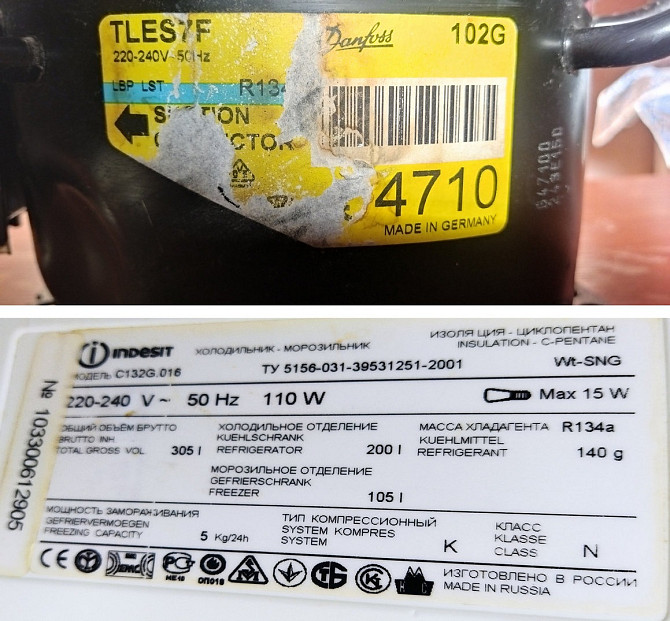 TLES7F
Danfoss
102G
220-240V~50Hz
LBP LST
R134
4710
MADE IN GERMANY
ИЗОЛЯЦИЯ - ЦИКЛОПЕНТАН
INSULATION - C-PENTANE
INDESIT
ХОЛОДИЛЬНИК - МОРОЗИЛЬНИК
МОДЕЛЬ C132G.016
ТУ 5156-031-39531251-2001
Wt-SNG
220-240 V ~ 50 Hz 110 W
Max 15 W
№ 103300612905
ОБЩИЙ ОБЪЕМ БРУТТО
BRUTTO INH
TOTAL GROSS VOL
305 l
ХОЛОДИЛЬНОЕ ОТДЕЛЕНИЕ
KUEHLSCHRANK
REFRIGERATOR
200 l
МАССА ХЛАДАГЕНТА
KUEHLMITTEL
REFRIGERANT
R134a
140 g
МОРОЗИЛЬНОЕ ОТДЕЛЕНИЕ
GEFRIERSCHRANK
FREEZER
105 l
МОЩНОСТЬ ЗАМОРАЖИВАНИЯ
GEFRIERVERMOEGEN
FREEZING CAPACITY
5 Kg/24h
ТИП КОМПРЕССИОННЫЙ
SYSTEM KOMPRES
SYSTEM
K
КЛАСС
KLASSE
CLASS
N
CE
ME10
ОП019
ИЗГОТОВЛЕНО В РОССИИ
MADE IN RUSSIA